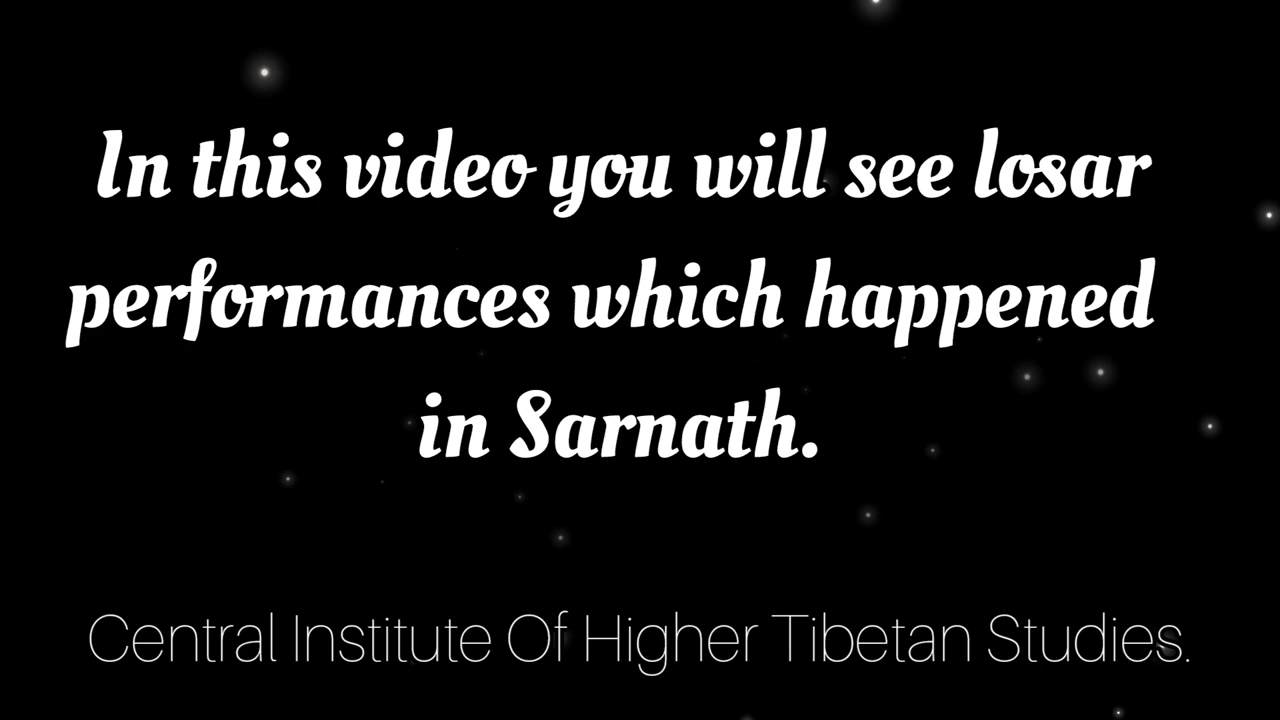 In this video you will see losar
performances which happened
in Sarnath.
Central Institute Of Higher Tibetan Studies.